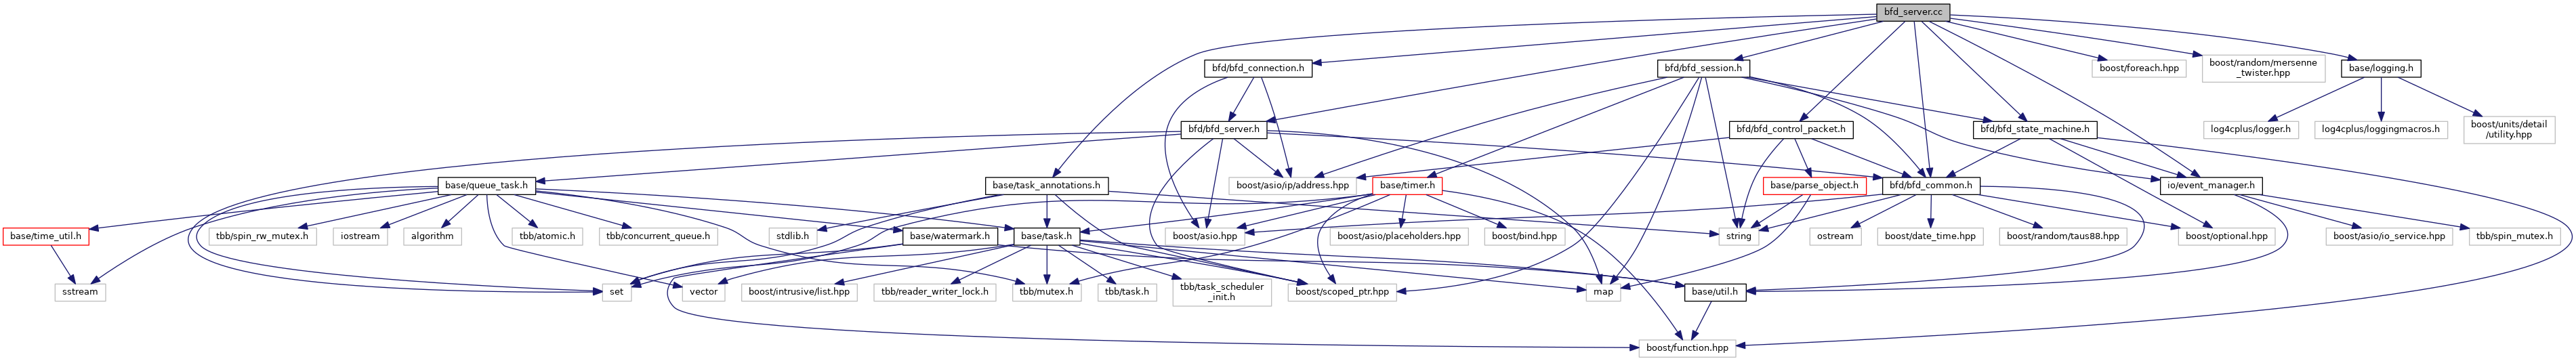 bfd_server.cc
bfd/bfd_connection.h
bfd/bfd_session.h
boost/foreach.hpp
boost/random/mersenne
_twister.hpp
base/logging.h
bfd/bfd_server.h
bfd/bfd_control_packet.h
bfd/bfd_state_machine.h
log4cplus/logger.h
log4cplus/loggingmacros.h
boost/units/detail
/utility.hpp
base/queue_task.h
base/task_annotations.h
boost/asio/ip/address.hpp
base/timer.h
base/parse_object.h
bfd/bfd_common.h
io/event_manager.h
base/time_util.h
tbb/spin_rw_mutex.h
iostream
algorithm
tbb/atomic.h
tbb/concurrent_queue.h
stdlib.h
base/watermark.h
base/task.h
boost/asio.hpp
boost/asio/placeholders.hpp
boost/bind.hpp
string
ostream
boost/date_time.hpp
boost/random/taus88.hpp
boost/optional.hpp
boost/asio/io_service.hpp
tbb/spin_mutex.h
sstream
set
vector
boost/intrusive/list.hpp
tbb/reader_writer_lock.h
tbb/mutex.h
tbb/task.h
tbb/task_scheduler
_init.h
boost/scoped_ptr.hpp
map
base/util.h
boost/function.hpp